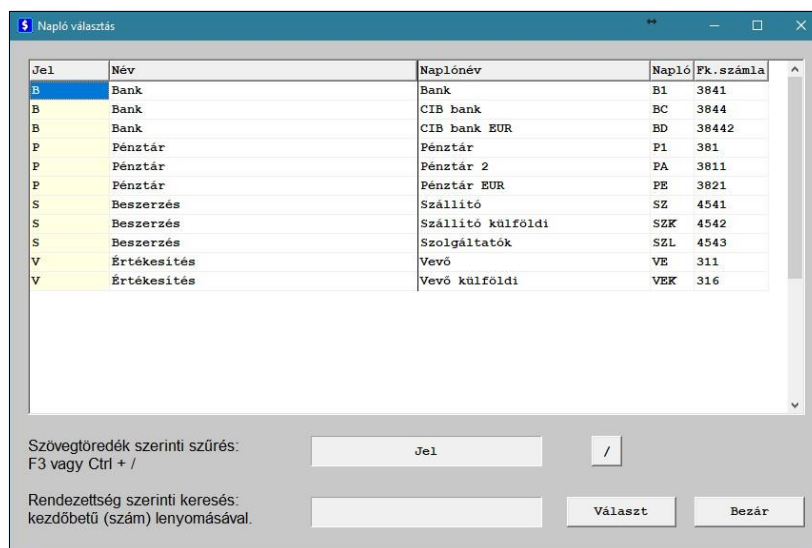 Napló választás
Jel Név Naplónév Napló Fk.számla
B Bank Bank B1 3841
B Bank CIB bank BC 3844
B Bank CIB bank EUR BD 38442
P Pénztár Pénztár P1 381
P Pénztár Pénztár 2 PA 3811
P Pénztár Pénztár EUR PE 3821
S Beszerzés Szállító SZ 4541
S Beszerzés Szállító külföldi SZK 4542
S Beszerzés Szolgáltatók SZL 4543
V Értékesítés Vevő VE 311
V Értékesítés Vevő külföldi VEK 316
Szövegtöredék szerinti szűrés:
F3 vagy Ctrl + /
Jel /
Rendezettség szerinti keresés:
kezdőbetű (szám) lenyomásával.
Választ Bezár